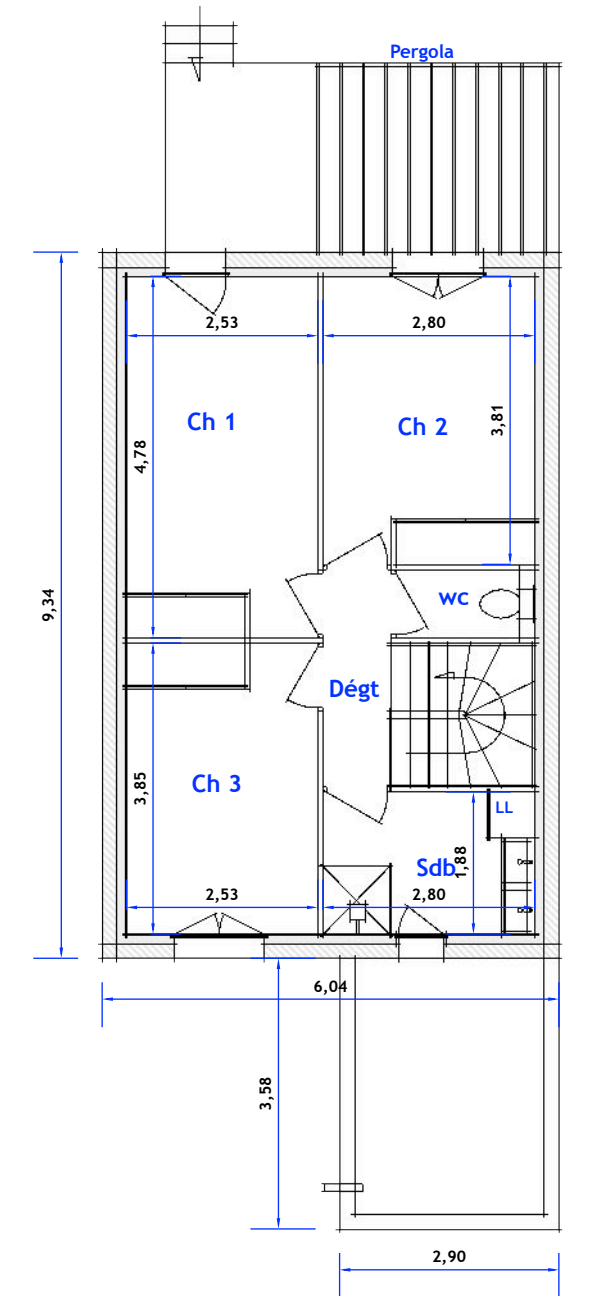 Pergola
2,53
2,80
Ch 1
Ch 2
3,81
4,78
9,34
WC
Dégt
Ch 3
3,85
LL
Sdb
1,88
2,53
2,80
6,04
3,58
2,90